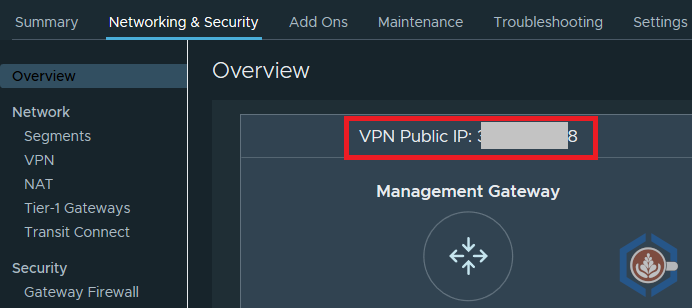 Summary Networking & Security Add Ons Maintenance Troubleshooting Settings
Overview
Network
Segments
VPN
NAT
Tier-1 Gateways
Transit Connect
Security
Gateway Firewall
Overview
VPN Public IP: 3 8
Management Gateway